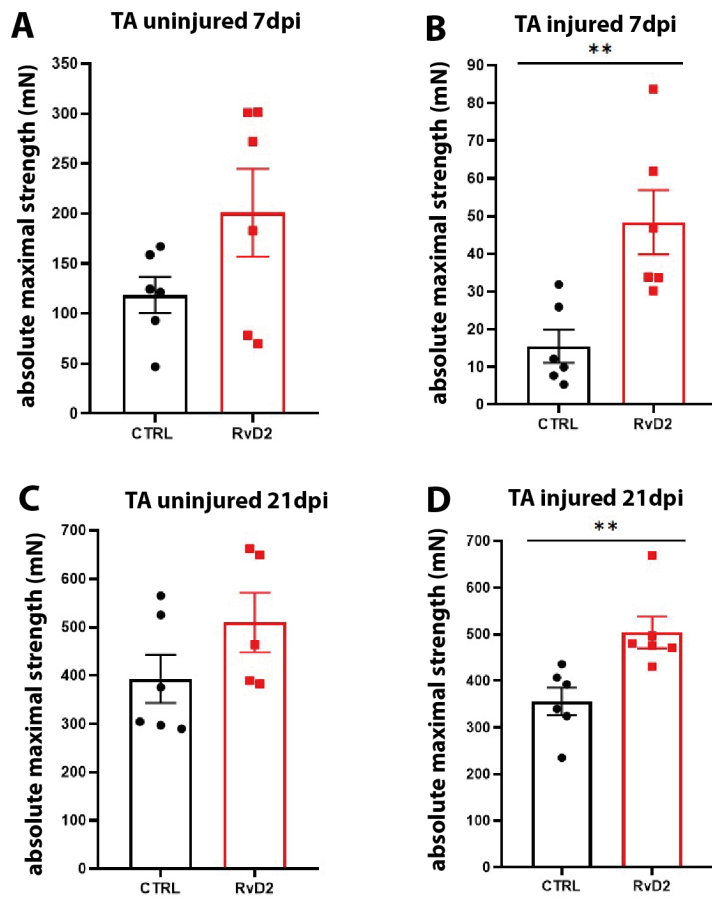 A
TA uninjured 7dpi
absolute maximal strength (mN)
350
300
250
200
150
100
50
0
CTRL
RvD2
B
TA injured 7dpi
**
absolute maximal strength (mN)
90
80
70
60
50
40
30
20
10
0
CTRL
RvD2
C
TA uninjured 21dpi
absolute maximal strength (mN)
700
600
500
400
300
200
100
0
CTRL
RvD2
D
TA injured 21dpi
**
absolute maximal strength (mN)
700
600
500
400
300
200
100
0
CTRL
RvD2